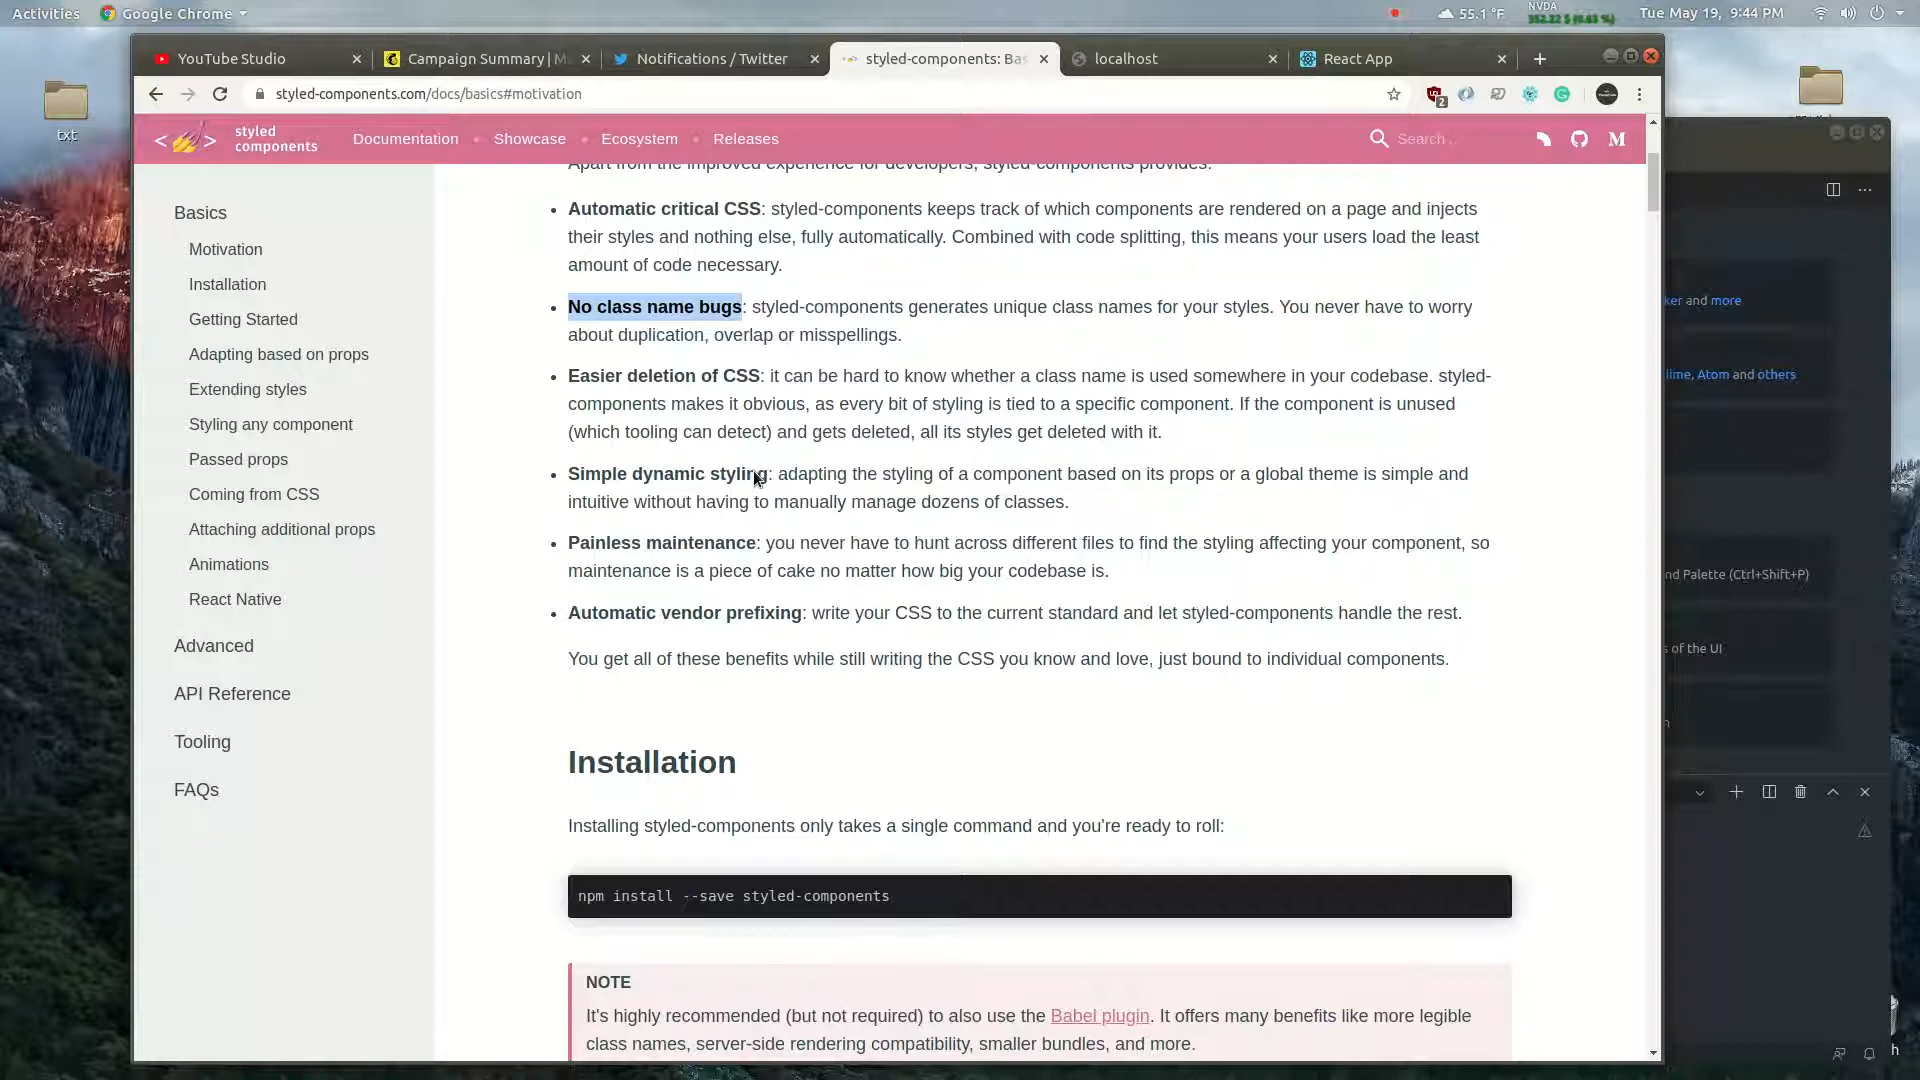 Activities
Google Chrome
55.1 °F
NVDA
352.22 $ (0.63 %)
Tue May 19, 9:44 PM
YouTube Studio
Campaign Summary | M
Notifications / Twitter
styled-components: Bas
localhost
React App
styled-components.com/docs/basics#motivation
2
txt
styled
components
Documentation
Showcase
Ecosystem
Releases
Search ...
Basics
Motivation
Installation
Getting Started
Adapting based on props
Extending styles
Styling any component
Passed props
Coming from CSS
Attaching additional props
Animations
React Native
Advanced
API Reference
Tooling
FAQs
Apart from the improved experience for developers, styled-components provides:
Automatic critical CSS: styled-components keeps track of which components are rendered on a page and injects
their styles and nothing else, fully automatically. Combined with code splitting, this means your users load the least
amount of code necessary.
No class name bugs: styled-components generates unique class names for your styles. You never have to worry
about duplication, overlap or misspellings.
Easier deletion of CSS: it can be hard to know whether a class name is used somewhere in your codebase. styled-
components makes it obvious, as every bit of styling is tied to a specific component. If the component is unused
(which tooling can detect) and gets deleted, all its styles get deleted with it.
Simple dynamic styling: adapting the styling of a component based on its props or a global theme is simple and
intuitive without having to manually manage dozens of classes.
Painless maintenance: you never have to hunt across different files to find the styling affecting your component, so
maintenance is a piece of cake no matter how big your codebase is.
Automatic vendor prefixing: write your CSS to the current standard and let styled-components handle the rest.
You get all of these benefits while still writing the CSS you know and love, just bound to individual components.
Installation
Installing styled-components only takes a single command and you're ready to roll:
npm install --save styled-components
NOTE
It's highly recommended (but not required) to also use the Babel plugin. It offers many benefits like more legible
class names, server-side rendering compatibility, smaller bundles, and more.
ker and more
lime, Atom and others
nd Palette (Ctrl+Shift+P)
s of the UI
n
h